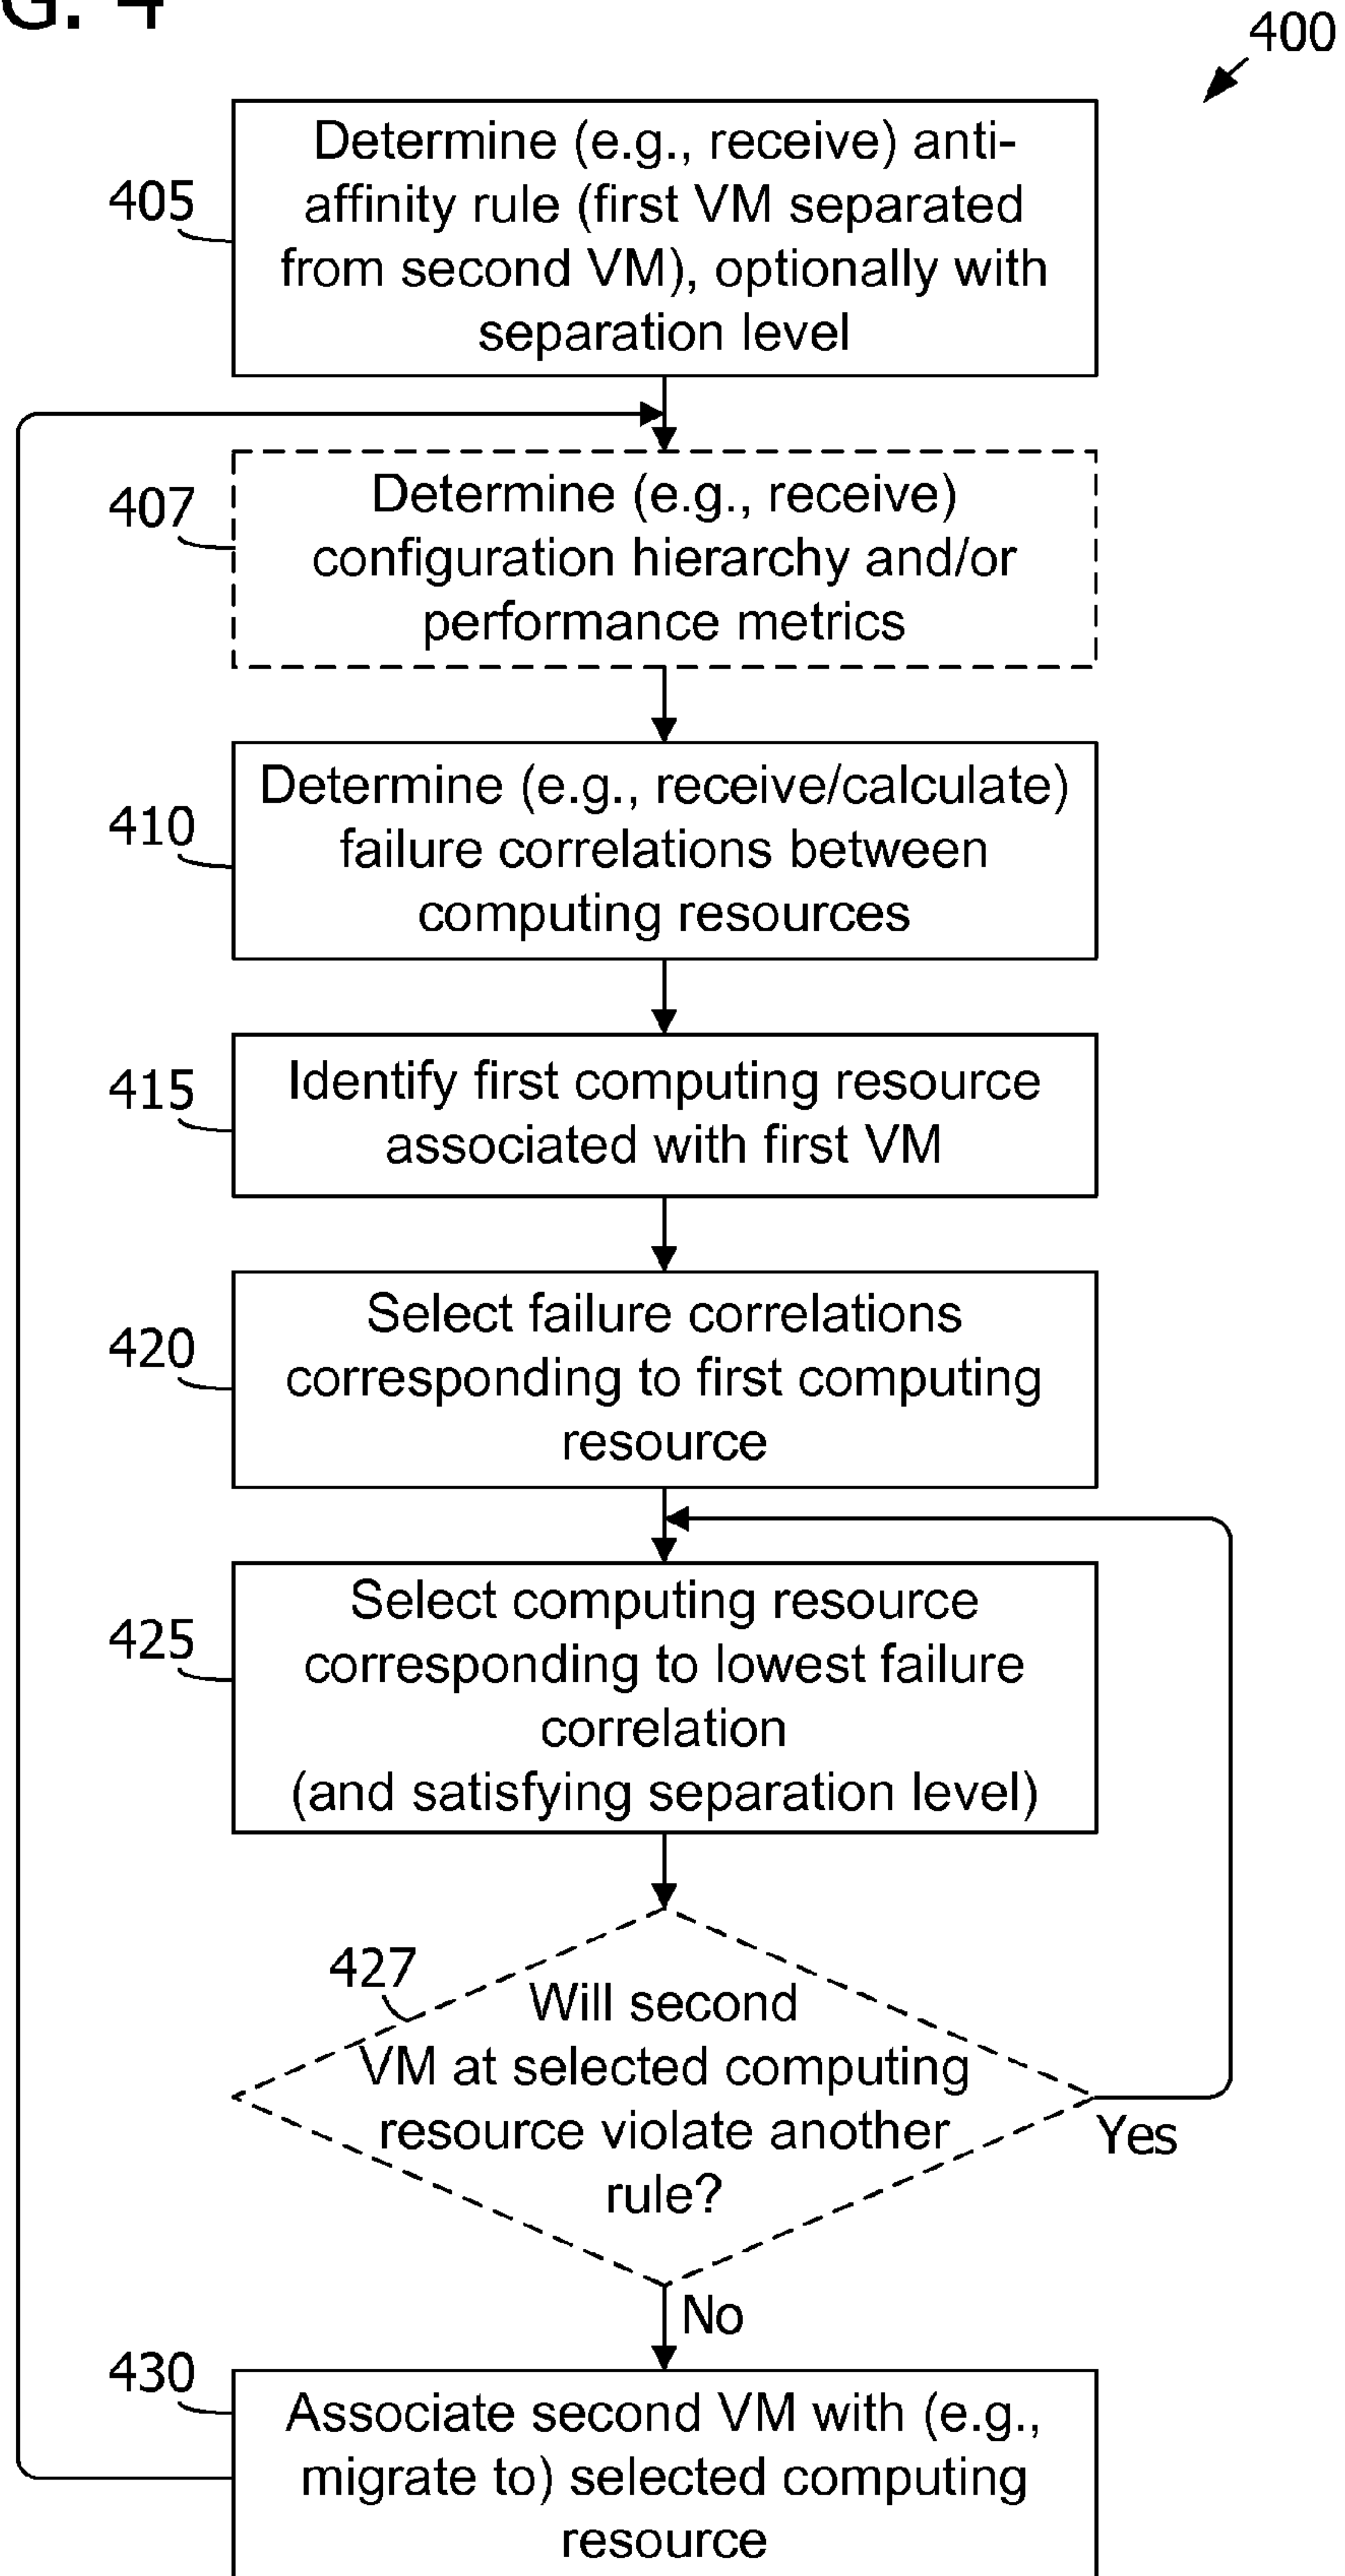 G. 4
400
405
Determine (e.g., receive) anti-
affinity rule (first VM separated
from second VM), optionally with
separation level
407
Determine (e.g., receive)
configuration hierarchy and/or
performance metrics
410
Determine (e.g., receive/calculate)
failure correlations between
computing resources
415
Identify first computing resource
associated with first VM
420
Select failure correlations
corresponding to first computing
resource
425
Select computing resource
corresponding to lowest failure
correlation
(and satisfying separation level)
427
Will second
VM at selected computing
resource violate another
rule?
Yes
No
430
Associate second VM with (e.g.,
migrate to) selected computing
resource